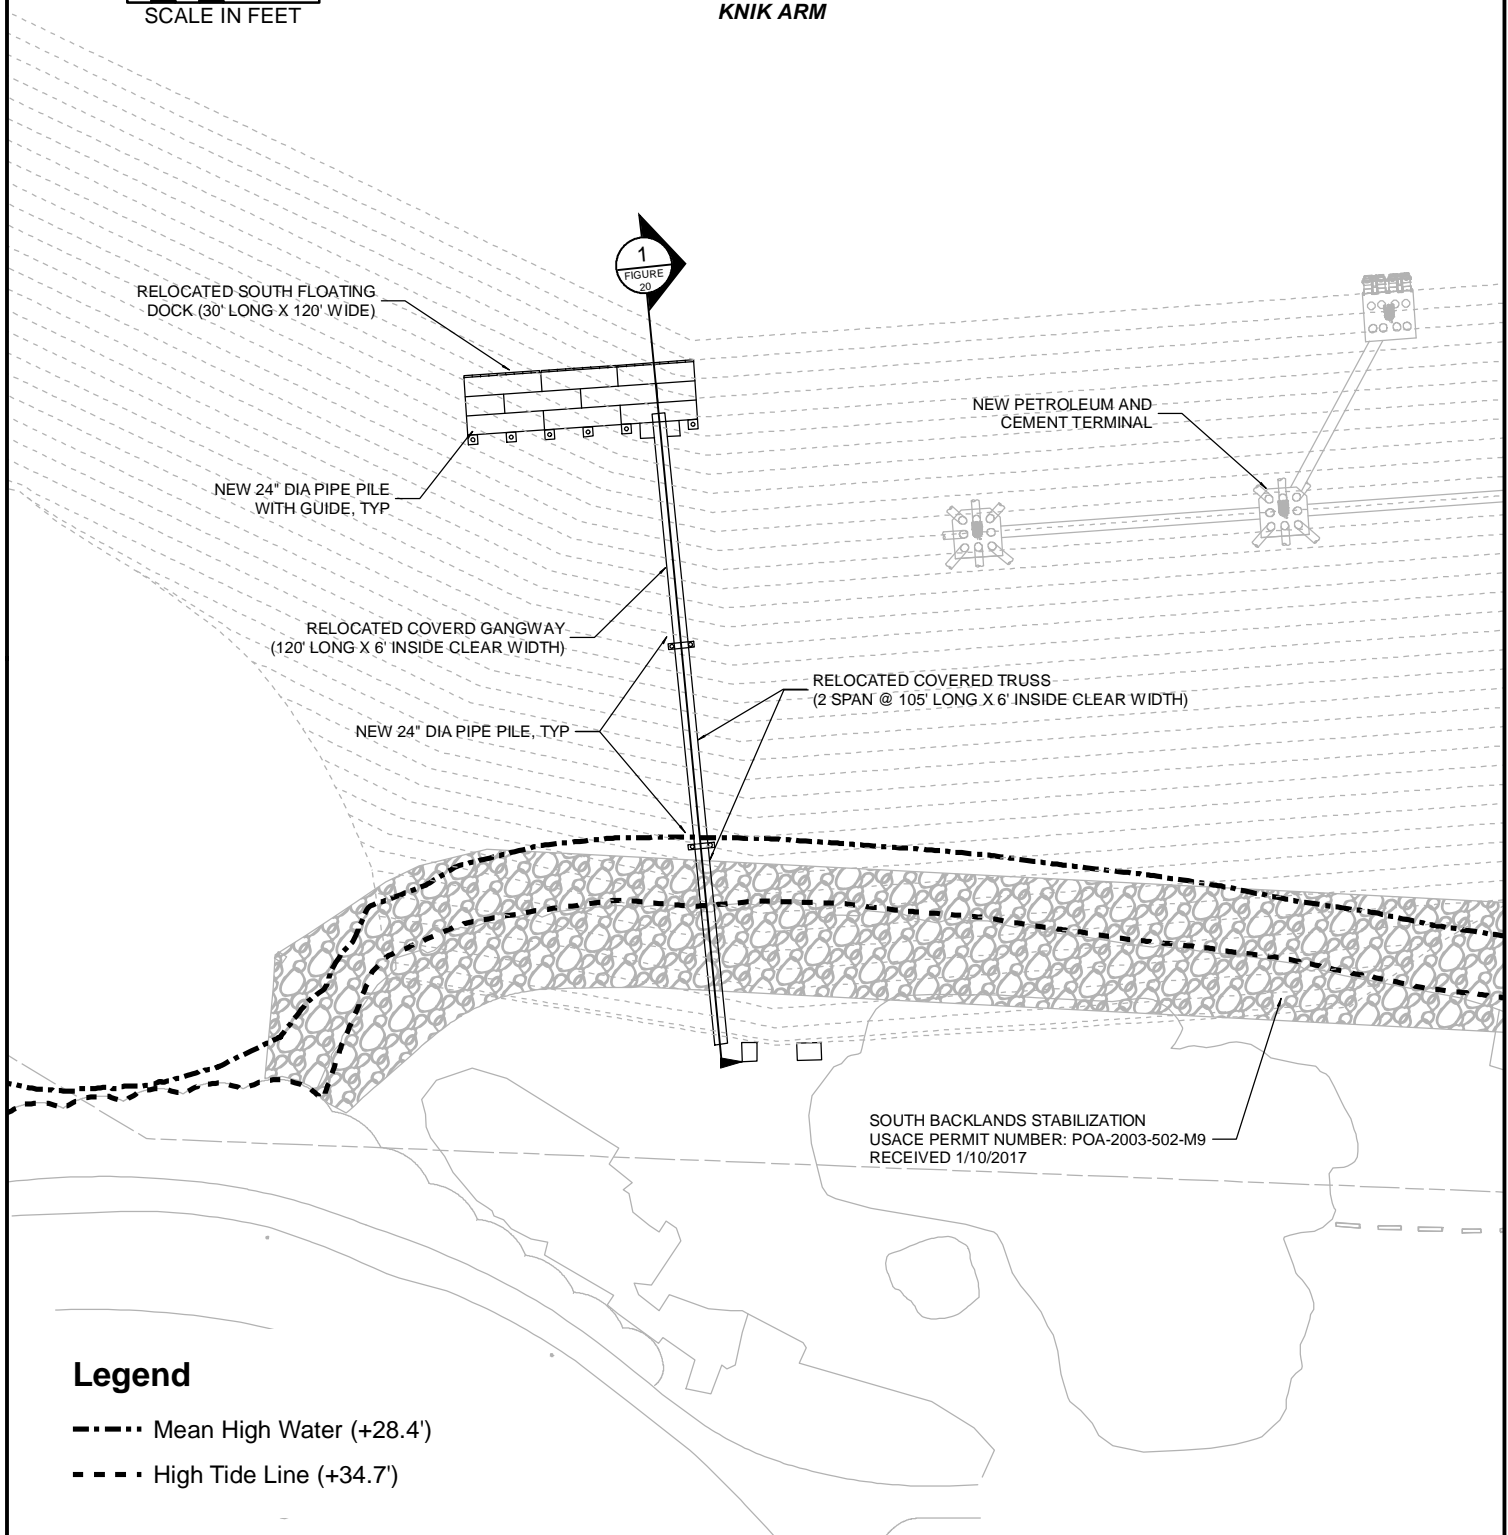 SCALE IN FEET
KNIK ARM
1
FIGURE
20
RELOCATED SOUTH FLOATING
DOCK (30' LONG X 120' WIDE)
NEW PETROLEUM AND
CEMENT TERMINAL
NEW 24" DIA PIPE PILE
WITH GUIDE, TYP
RELOCATED COVERD GANGWAY
(120' LONG X 6' INSIDE CLEAR WIDTH)
RELOCATED COVERED TRUSS
(2 SPAN @ 105' LONG X 6' INSIDE CLEAR WIDTH)
NEW 24" DIA PIPE PILE, TYP
SOUTH BACKLANDS STABILIZATION
USACE PERMIT NUMBER: POA-2003-502-M9
RECEIVED 1/10/2017
Legend
Mean High Water (+28.4')
High Tide Line (+34.7')